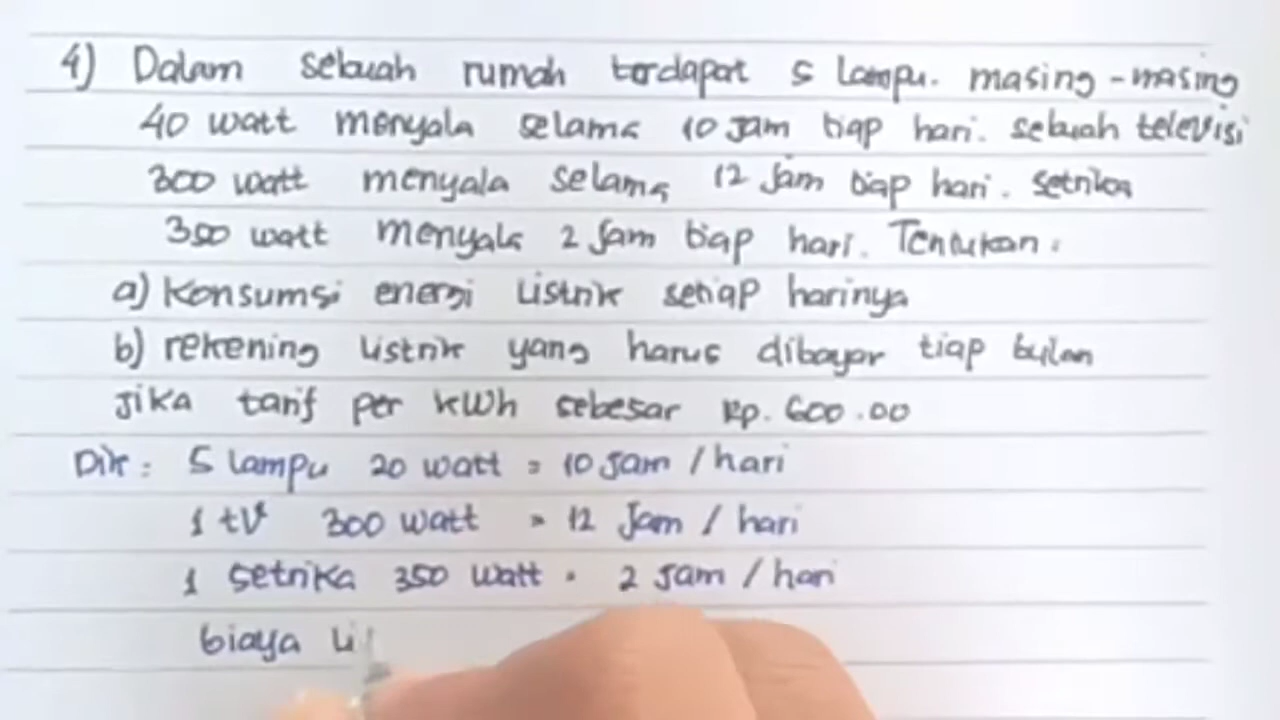 4) Dalam sebuah rumah terdapat 5 lampu. masing-masing
40 watt menyala selama 10 jam tiap hari. sebuah televisi
300 watt menyala selama 12 jam tiap hari. setrika
350 watt menyala 2 jam tiap hari. Tentukan :
a) Konsumsi energi listrik setiap harinya
b) rekening listrik yang harus dibayar tiap bulan
jika tarif per kWh sebesar Rp. 600.00
Dik : 5 lampu 20 watt = 10 jam / hari
1 tv 300 watt = 12 Jam / hari
1 setrika 350 watt = 2 jam / hari
biaya li